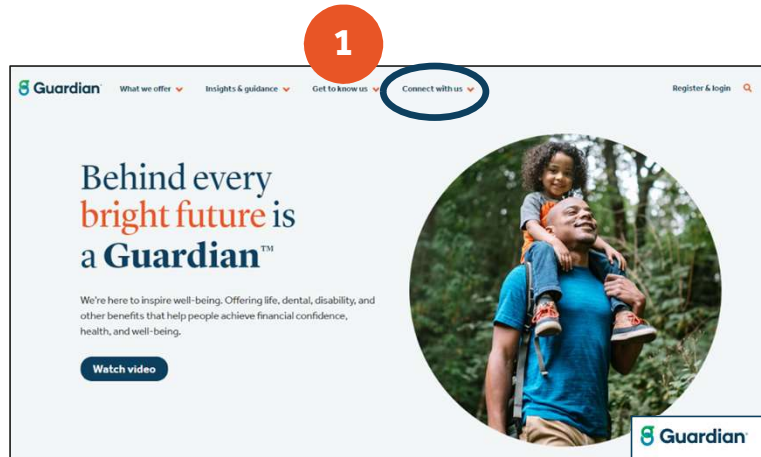 1
Guardian
What we offer
Insights & guidance
Get to know us
Connect with us
Register & login
Behind every
bright future is
a Guardian™
We're here to inspire well-being. Offering life, dental, disability, and
other benefits that help people achieve financial confidence,
health, and well-being.
Watch video
Guardian